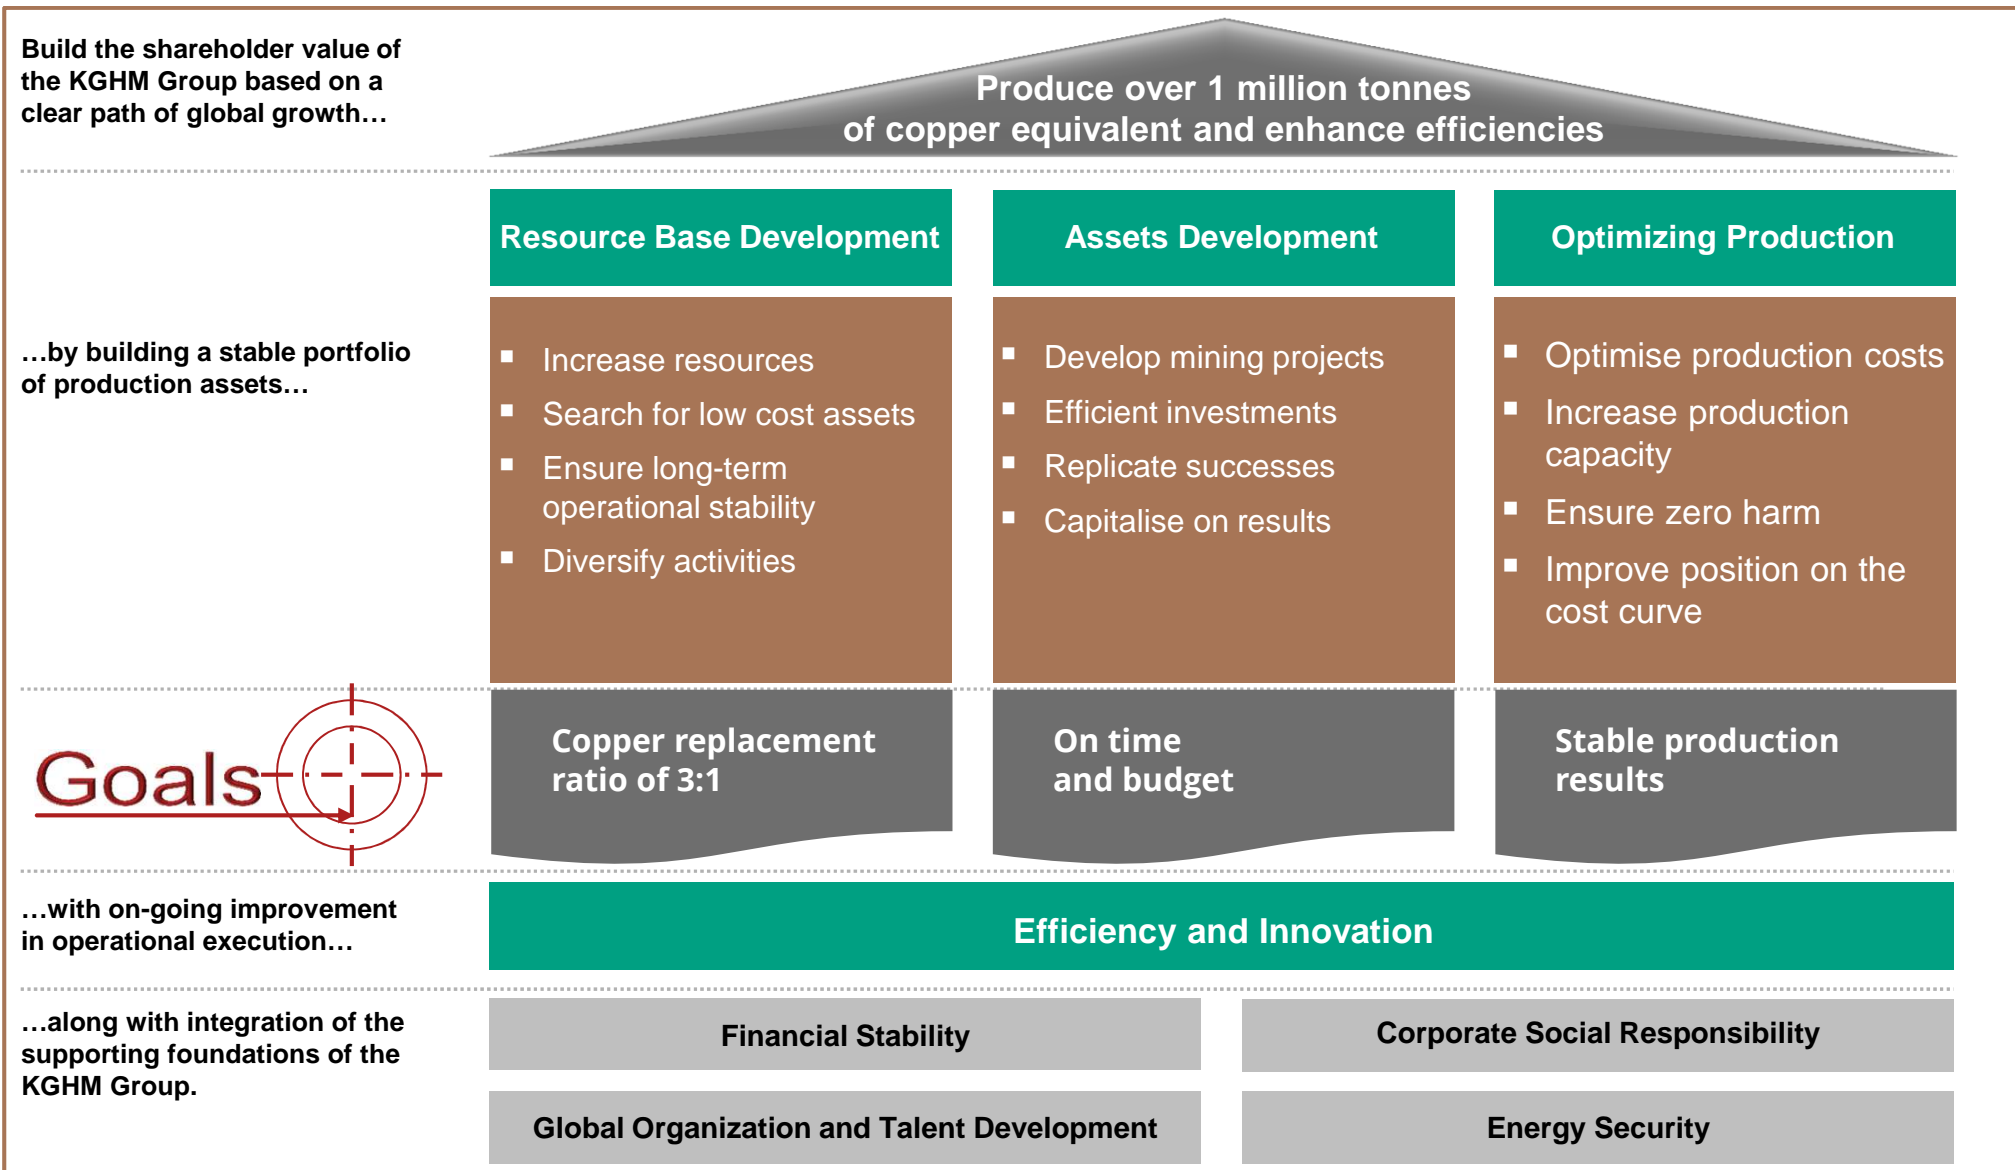 Build the shareholder value of
the KGHM Group based on a
clear path of global growth…
Produce over 1 million tonnes
of copper equivalent and enhance efficiencies
Resource Base Development
Assets Development
Optimizing Production
…by building a stable portfolio
of production assets…
▪ Increase resources
▪ Search for low cost assets
▪ Ensure long-term
operational stability
▪ Diversify activities
▪ Develop mining projects
▪ Efficient investments
▪ Replicate successes
▪ Capitalise on results
▪ Optimise production costs
▪ Increase production
capacity
▪ Ensure zero harm
▪ Improve position on the
cost curve
Goals
Copper replacement
ratio of 3:1
On time
and budget
Stable production
results
…with on-going improvement
in operational execution…
Efficiency and Innovation
…along with integration of the
supporting foundations of the
KGHM Group.
Financial Stability
Corporate Social Responsibility
Global Organization and Talent Development
Energy Security